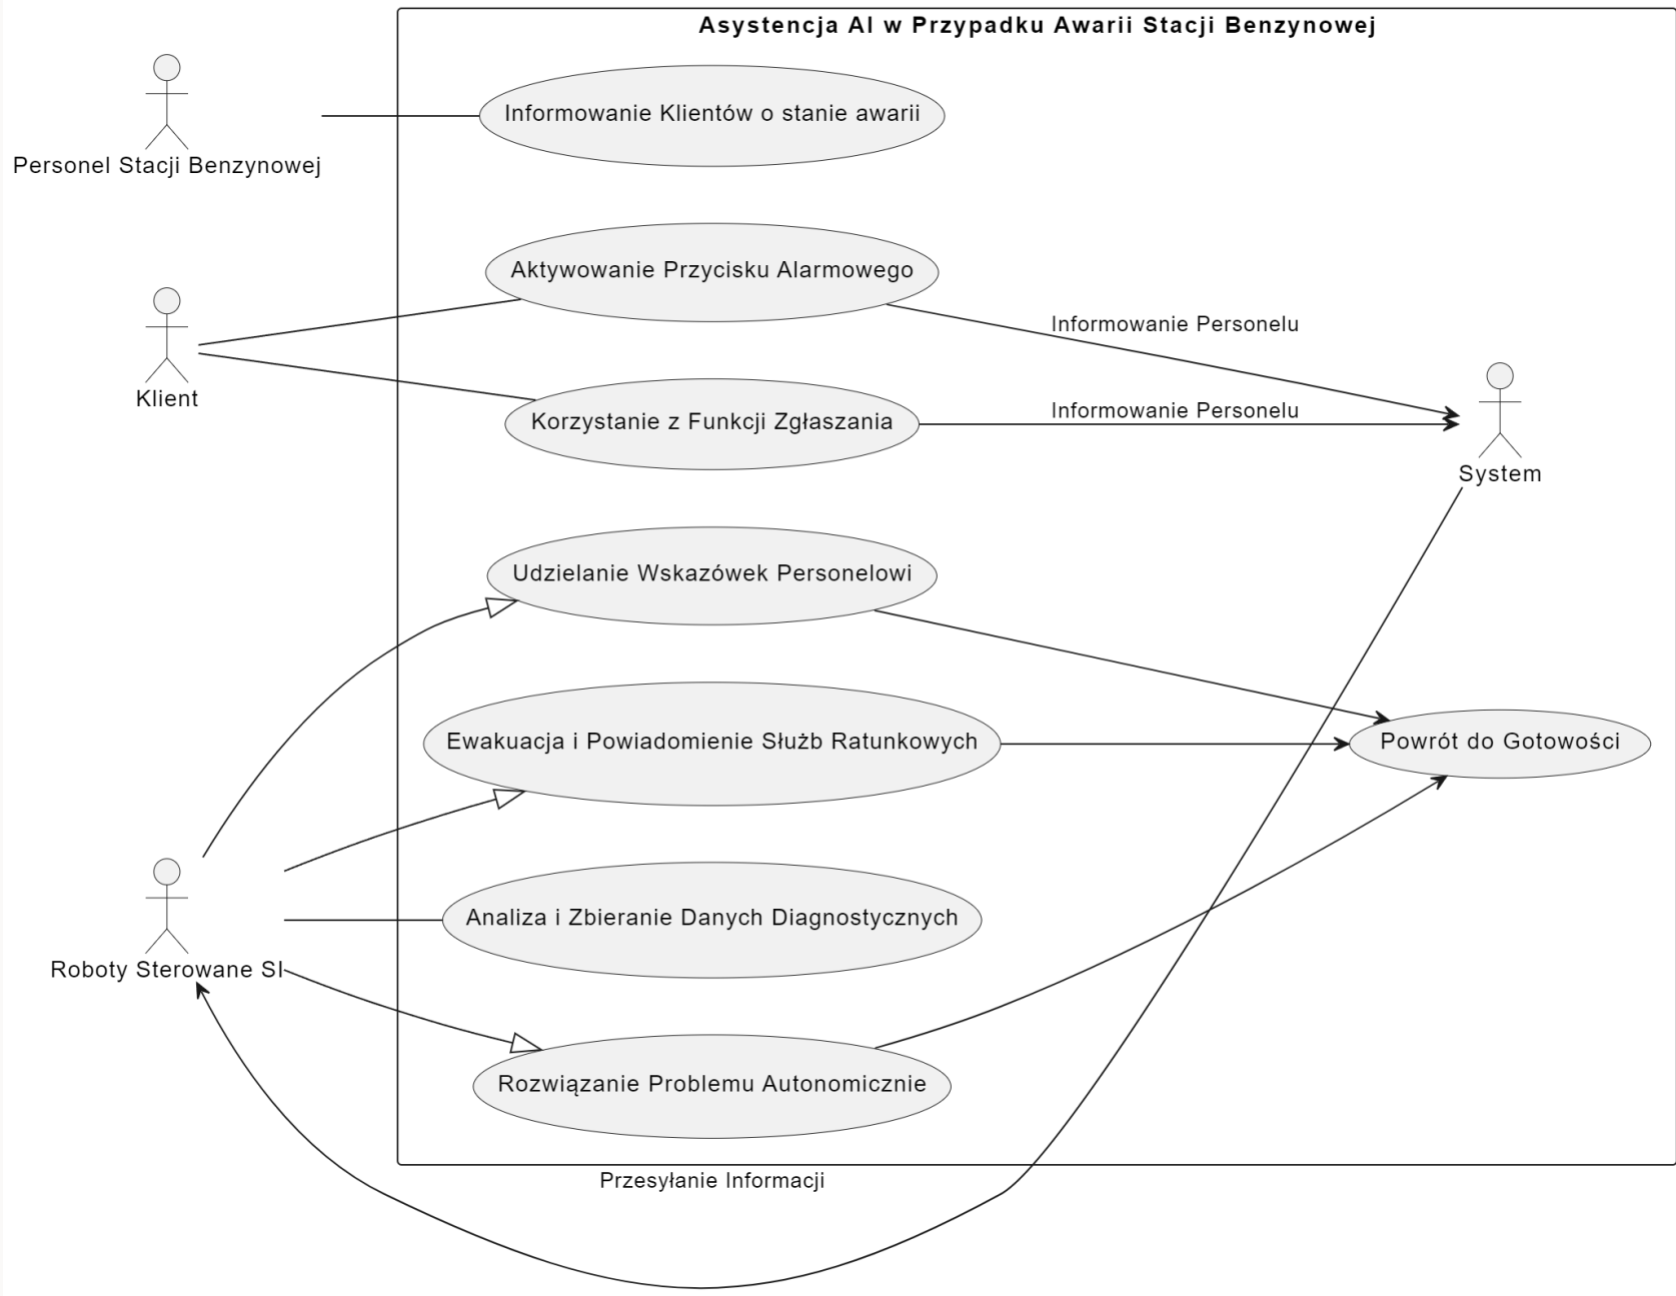 Asystencja AI w Przypadku Awarii Stacji Benzynowej
Informowanie Klientów o stanie awarii
Personel Stacji Benzynowej
Aktywowanie Przycisku Alarmowego
Informowanie Personelu
Klient
Korzystanie z Funkcji Zgłaszania
Informowanie Personelu
System
Udzielanie Wskazówek Personelowi
Ewakuacja i Powiadomienie Służb Ratunkowych
Powrót do Gotowości
Analiza i Zbieranie Danych Diagnostycznych
Roboty Sterowane SI
Rozwiązanie Problemu Autonomicznie
Przesyłanie Informacji